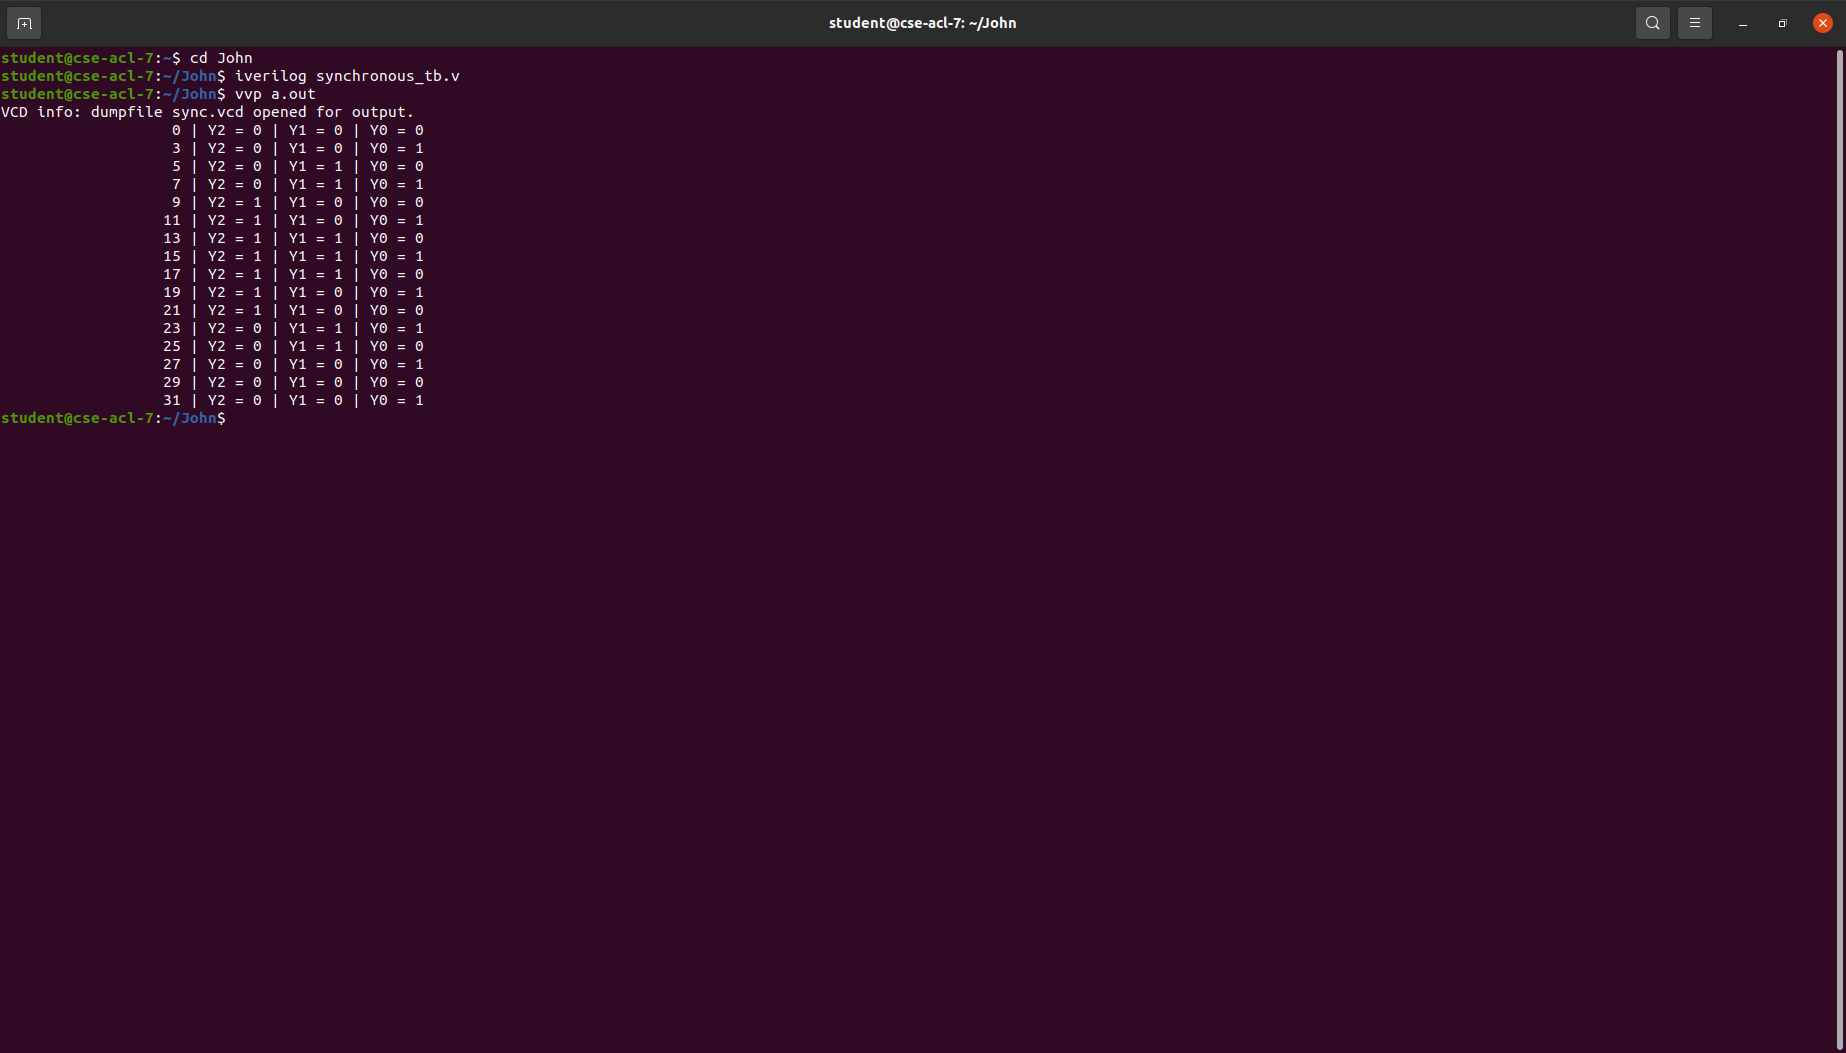 student@cse-acl-7: ~/John
student@cse-acl-7:~$ cd John
student@cse-acl-7:~/John$ iverilog synchronous_tb.v
student@cse-acl-7:~/John$ vvp a.out
VCD info: dumpfile sync.vcd opened for output.
                   0 | Y2 = 0 | Y1 = 0 | Y0 = 0
                   3 | Y2 = 0 | Y1 = 0 | Y0 = 1
                   5 | Y2 = 0 | Y1 = 1 | Y0 = 0
                   7 | Y2 = 0 | Y1 = 1 | Y0 = 1
                   9 | Y2 = 1 | Y1 = 0 | Y0 = 0
                  11 | Y2 = 1 | Y1 = 0 | Y0 = 1
                  13 | Y2 = 1 | Y1 = 1 | Y0 = 0
                  15 | Y2 = 1 | Y1 = 1 | Y0 = 1
                  17 | Y2 = 1 | Y1 = 1 | Y0 = 0
                  19 | Y2 = 1 | Y1 = 0 | Y0 = 1
                  21 | Y2 = 1 | Y1 = 0 | Y0 = 0
                  23 | Y2 = 0 | Y1 = 1 | Y0 = 1
                  25 | Y2 = 0 | Y1 = 1 | Y0 = 0
                  27 | Y2 = 0 | Y1 = 0 | Y0 = 1
                  29 | Y2 = 0 | Y1 = 0 | Y0 = 0
                  31 | Y2 = 0 | Y1 = 0 | Y0 = 1
student@cse-acl-7:~/John$